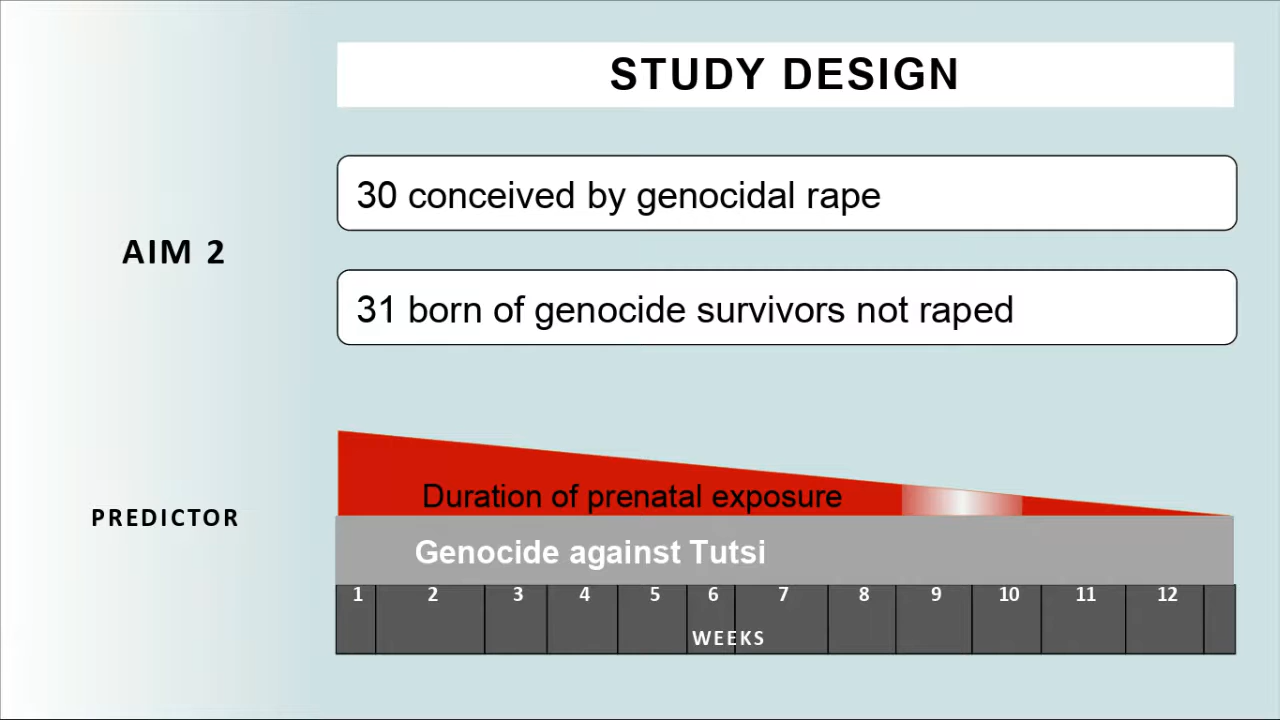 STUDY DESIGN
30 conceived by genocidal rape
AIM 2
31 born of genocide survivors not raped
Duration of prenatal exposure
PREDICTOR
Genocide against Tutsi
1 2 3 4 5 6 7 8 9 10 11 12
WEEKS